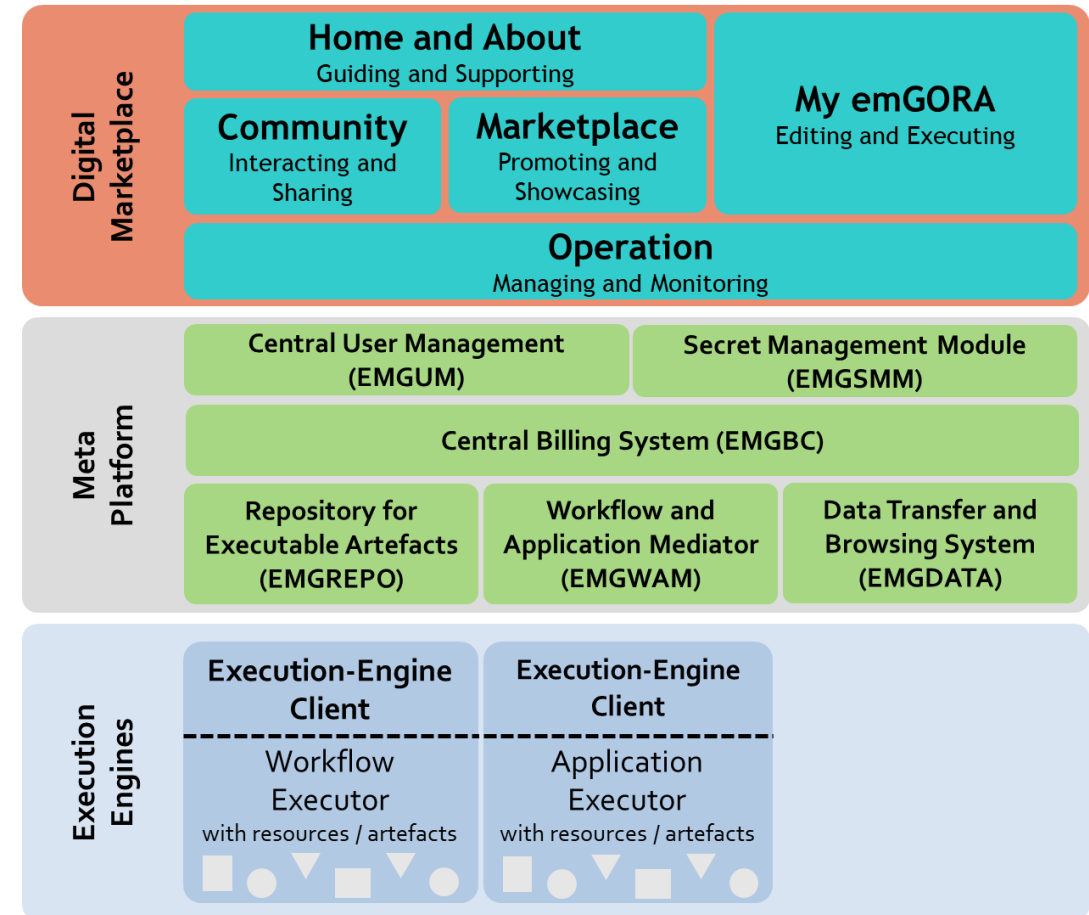 Digital
Marketplace
Home and About
Guiding and Supporting
Community
Interacting and
Sharing
Marketplace
Promoting and
Showcasing
My emGORA
Editing and Executing
Operation
Managing and Monitoring
Meta
Platform
Central User Management
(EMGUM)
Secret Management Module
(EMGSMM)
Central Billing System (EMGBC)
Repository for
Executable Artefacts
(EMGREPO)
Workflow and
Application Mediator
(EMGWAM)
Data Transfer and
Browsing System
(EMGDATA)
Execution
Engines
Execution-Engine
Client
Workflow
Executor
with resources / artefacts
Execution-Engine
Client
Application
Executor
with resources / artefacts